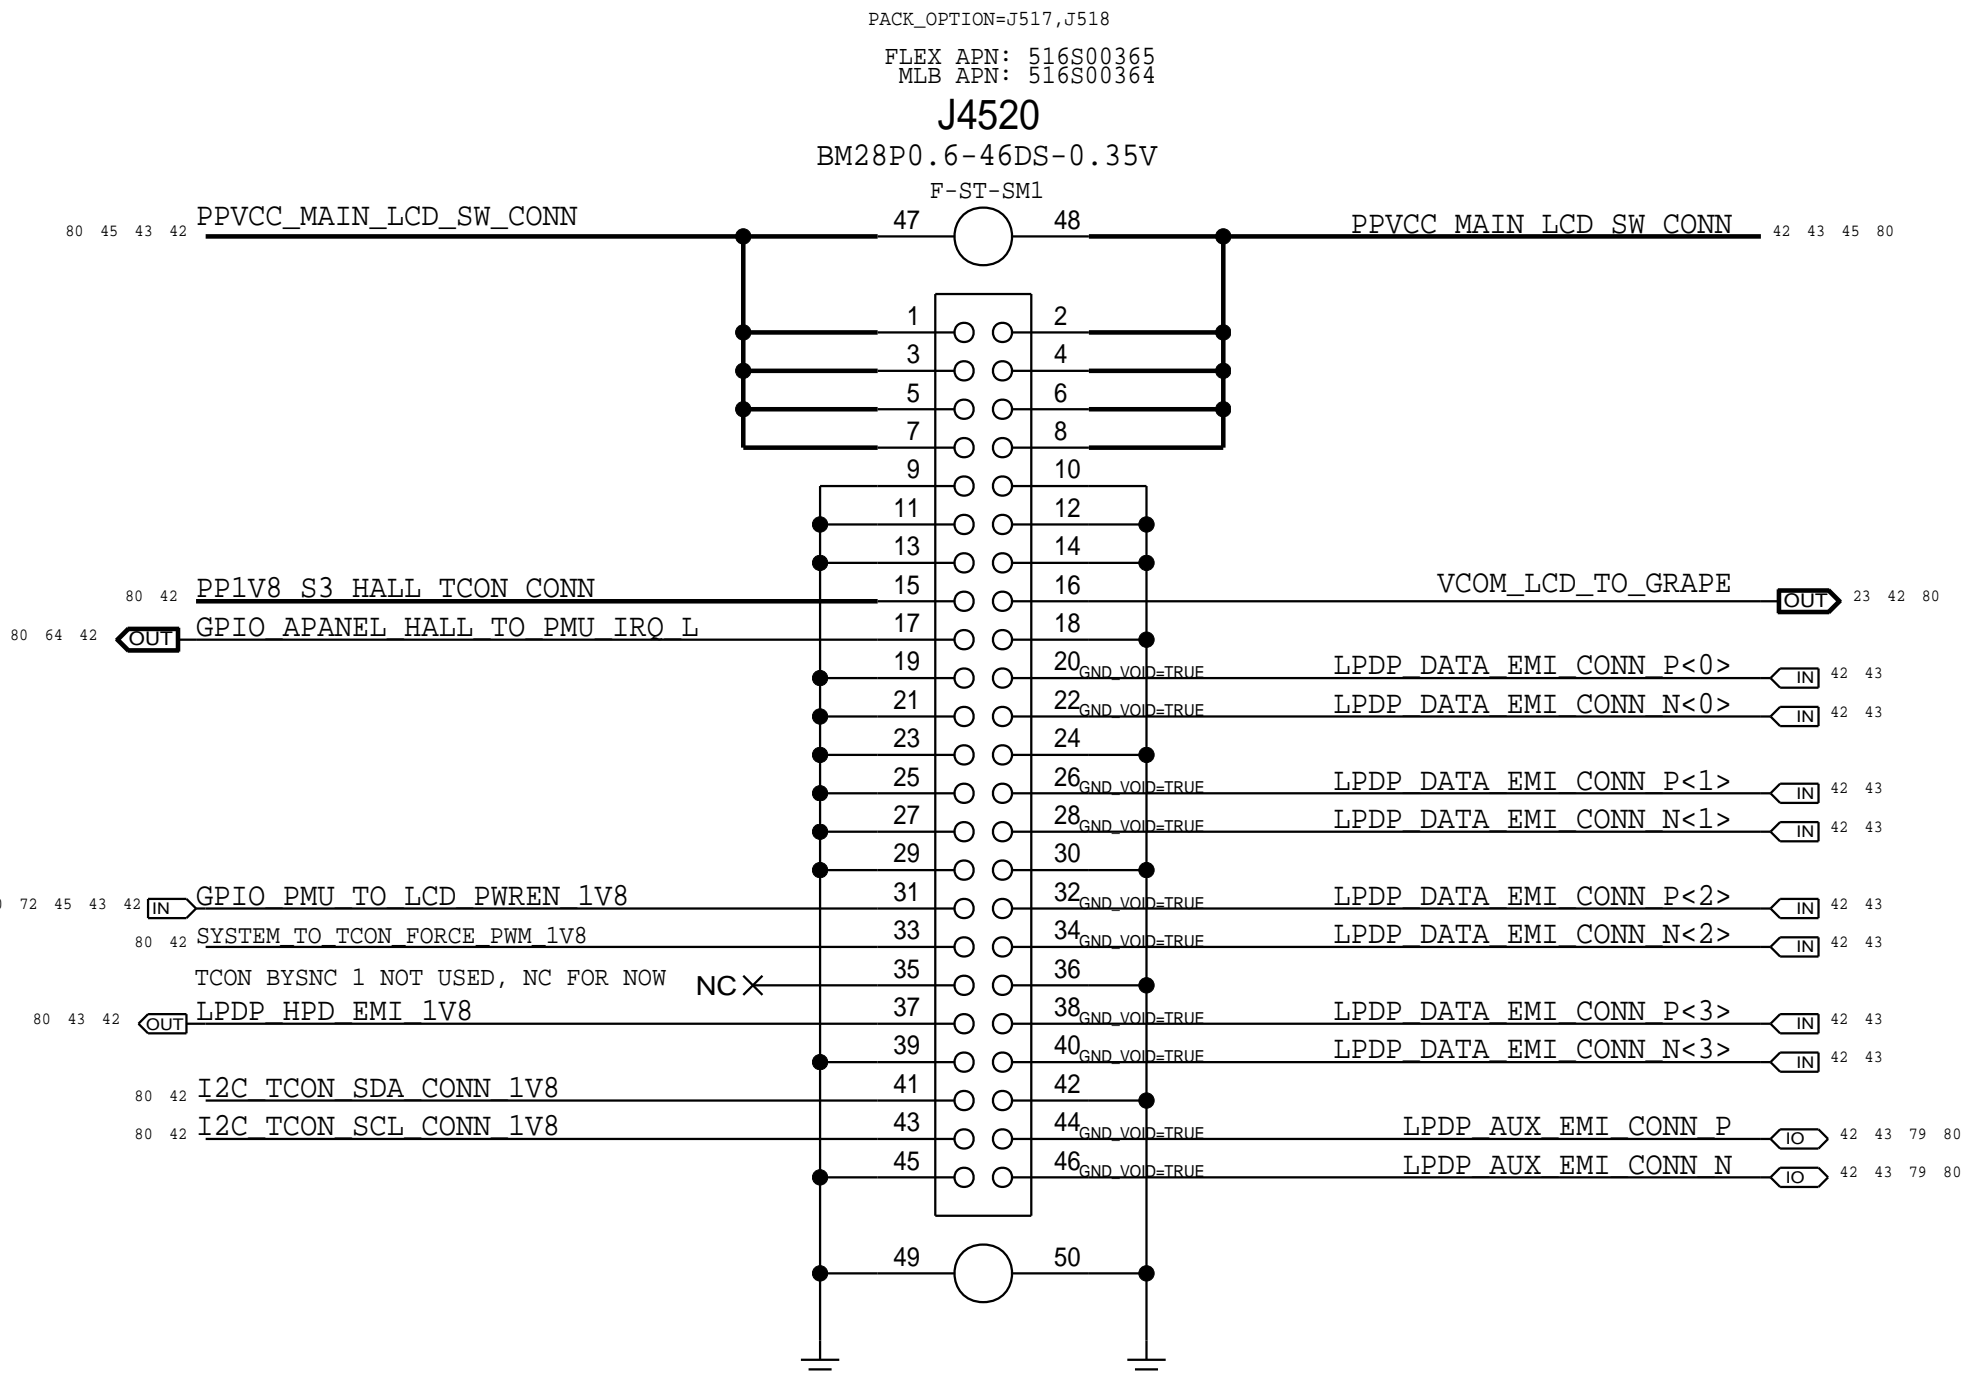 PACK_OPTION=J517,J518
FLEX APN: 516S00365
MLB APN: 516S00364
J4520
BM28P0.6-46DS-0.35V
F-ST-SM1
80 45 43 42 PPVCC_MAIN_LCD_SW_CONN 47 48 PPVCC_MAIN_LCD_SW_CONN 42 43 45 80
1 2
3 4
5 6
7 8
9 10
11 12
13 14
80 42 PP1V8_S3_HALL_TCON_CONN 15 16 VCOM_LCD_TO_GRAPE OUT 23 42 80
80 64 42 OUT GPIO_APANEL_HALL_TO_PMU_IRQ_L 17 18
19 20 GND_VOID=TRUE LPDP_DATA_EMI_CONN_P<0> IN 42 43
21 22 GND_VOID=TRUE LPDP_DATA_EMI_CONN_N<0> IN 42 43
23 24
25 26 GND_VOID=TRUE LPDP_DATA_EMI_CONN_P<1> IN 42 43
27 28 GND_VOID=TRUE LPDP_DATA_EMI_CONN_N<1> IN 42 43
29 30
72 45 43 42 IN GPIO_PMU_TO_LCD_PWREN_1V8 31 32 GND_VOID=TRUE LPDP_DATA_EMI_CONN_P<2> IN 42 43
80 42 SYSTEM_TO_TCON_FORCE_PWM_1V8 33 34 GND_VOID=TRUE LPDP_DATA_EMI_CONN_N<2> IN 42 43
TCON BYSNC 1 NOT USED, NC FOR NOW NC 35 36
80 43 42 OUT LPDP_HPD_EMI_1V8 37 38 GND_VOID=TRUE LPDP_DATA_EMI_CONN_P<3> IN 42 43
39 40 GND_VOID=TRUE LPDP_DATA_EMI_CONN_N<3> IN 42 43
80 42 I2C_TCON_SDA_CONN_1V8 41 42
80 42 I2C_TCON_SCL_CONN_1V8 43 44 GND_VOID=TRUE LPDP_AUX_EMI_CONN_P IO 42 43 79 80
45 46 GND_VOID=TRUE LPDP_AUX_EMI_CONN_N IO 42 43 79 80
49 50